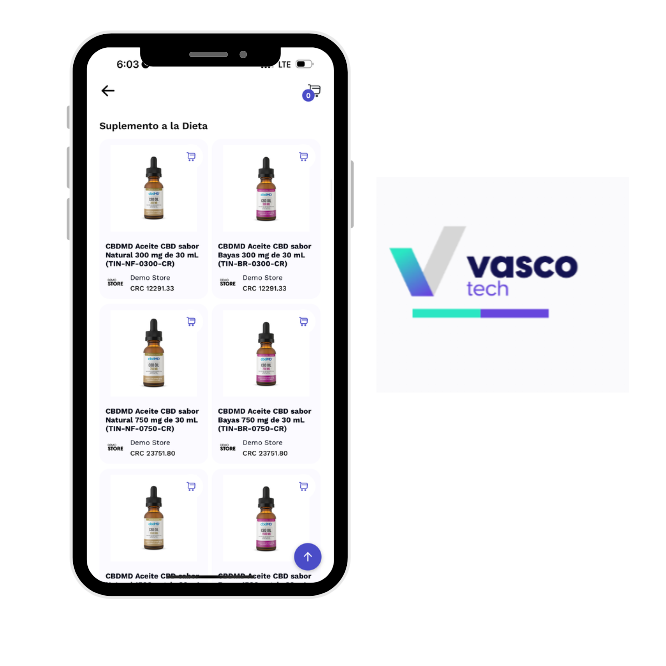 6:03
LTE
0
Suplemento a la Dieta
CBDMD Aceite CBD sabor
Natural 300 mg de 30 mL
(TIN-NF-0300-CR)
STORE
Demo Store
CRC 12291.33
CBDMD Aceite CBD sabor
Bayas 300 mg de 30 mL
(TIN-BR-0300-CR)
STORE
Demo Store
CRC 12291.33
CBDMD Aceite CBD sabor
Natural 750 mg de 30 mL
(TIN-NF-0750-CR)
STORE
Demo Store
CRC 23751.80
CBDMD Aceite CBD sabor
Bayas 750 mg de 30 mL
(TIN-BR-0750-CR)
STORE
Demo Store
CRC 23751.80
CBDMD Aceite CBD sabor
CBDMD Aceite CBD sabor
vasco
tech